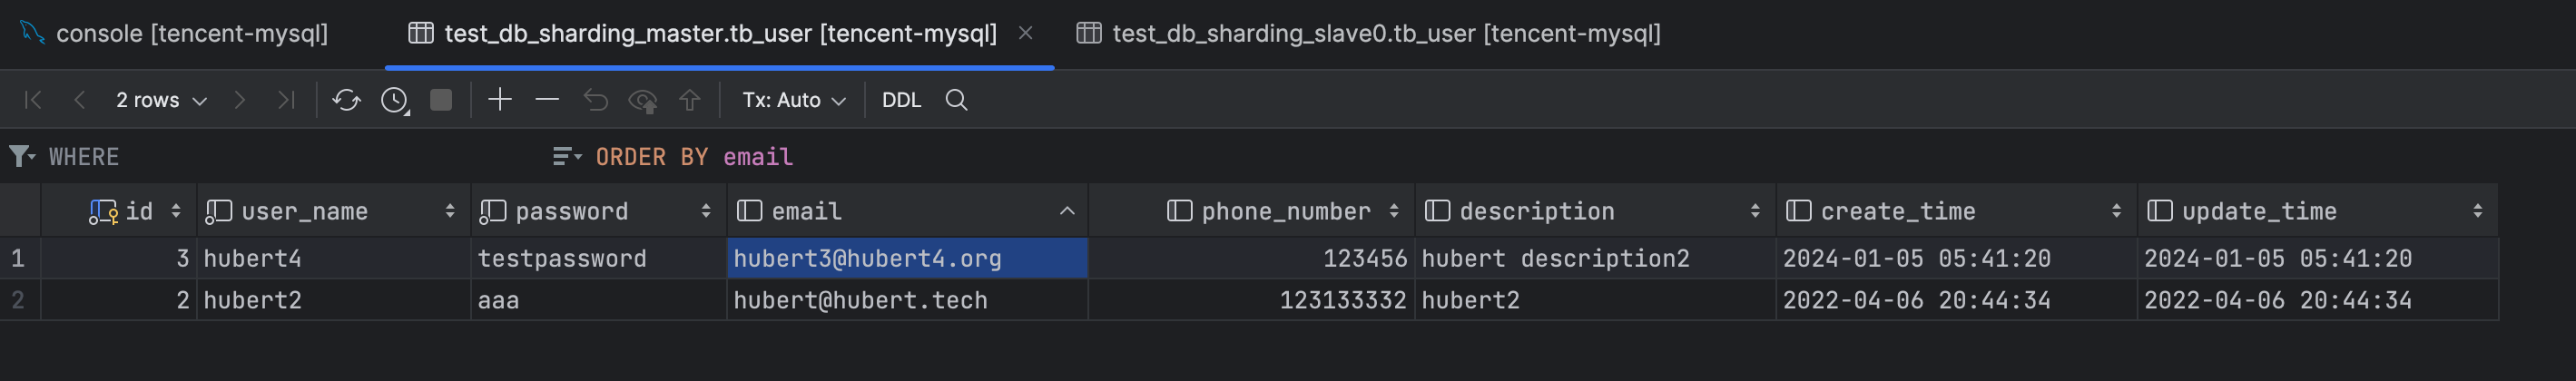 console [tencent-mysql] test_db_sharding_master.tb_user [tencent-mysql] test_db_sharding_slave0.tb_user [tencent-mysql]
2 rows Tx: Auto DDL
WHERE ORDER BY email
id user_name password email phone_number description create_time update_time
1 3 hubert4 testpassword hubert3@hubert4.org 123456 hubert description2 2024-01-05 05:41:20 2024-01-05 05:41:20
2 2 hubert2 aaa hubert@hubert.tech 123133332 hubert2 2022-04-06 20:44:34 2022-04-06 20:44:34